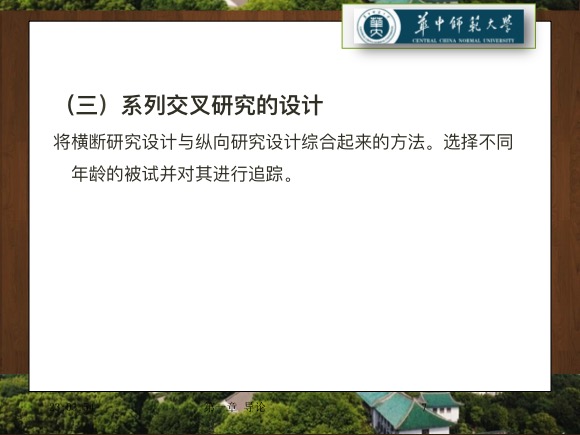 華中師範大學
CENTRAL CHINA NORMAL UNIVERSITY
（三）系列交叉研究的设计
将横断研究设计与纵向研究设计综合起来的方法。选择不同
年龄的被试并对其进行追踪。
章 导论